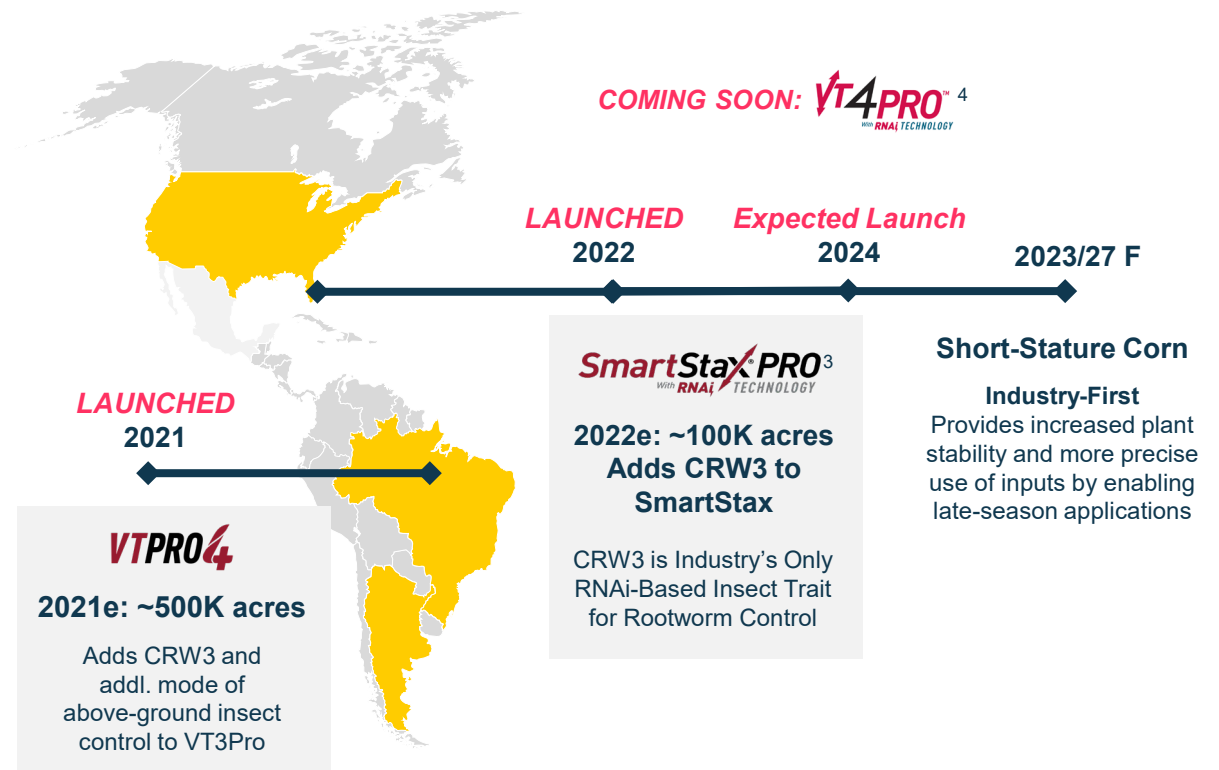 COMING SOON: VT4PRO™ 4
With RNAi TECHNOLOGY
LAUNCHED
2022
Expected Launch
2024
2023/27 F
SmartStax® PRO 3
With RNAi TECHNOLOGY
2022e: ~100K acres
Adds CRW3 to
SmartStax
CRW3 is Industry's Only
RNAi-Based Insect Trait
for Rootworm Control
Short-Stature Corn
Industry-First
Provides increased plant
stability and more precise
use of inputs by enabling
late-season applications
LAUNCHED
2021
VTPRO4
2021e: ~500K acres
Adds CRW3 and
addl. mode of
above-ground insect
control to VT3Pro